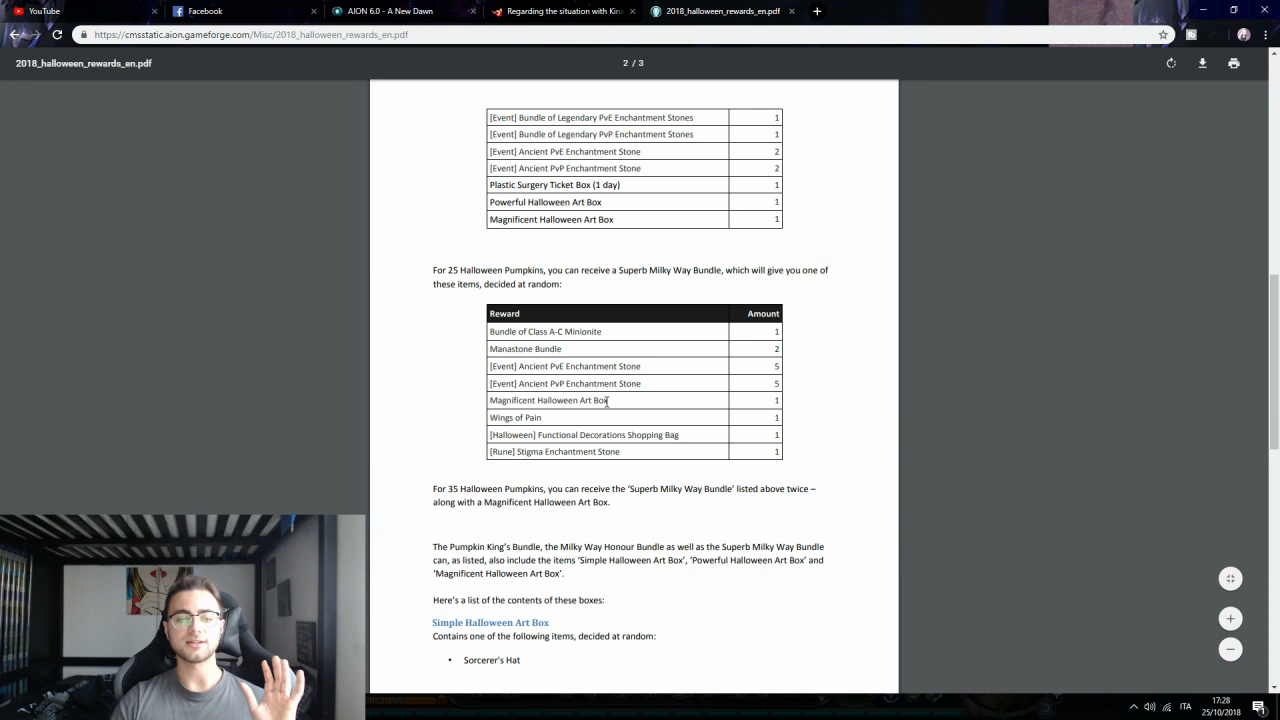 Facebook
AION 6.0 - A New Dawn
Regarding the situation with Kina
2018_halloween_rewards_en.pdf
https://cmsstatic.aion.gameforge.com/Misc/2018_halloween_rewards_en.pdf
2018_halloween_rewards_en.pdf
2 / 3
[Event] Bundle of Legendary PvE Enchantment Stones 1
[Event] Bundle of Legendary PvP Enchantment Stones 1
[Event] Ancient PvE Enchantment Stone 2
[Event] Ancient PvP Enchantment Stone 2
Plastic Surgery Ticket Box (1 day) 1
Powerful Halloween Art Box 1
Magnificent Halloween Art Box 1
For 25 Halloween Pumpkins, you can receive a Superb Milky Way Bundle, which will give you one of
these items, decided at random:
Reward Amount
Bundle of Class A-C Minionite 1
Manastone Bundle 2
[Event] Ancient PvE Enchantment Stone 5
[Event] Ancient PvP Enchantment Stone 5
Magnificent Halloween Art Box 1
Wings of Pain 1
[Halloween] Functional Decorations Shopping Bag 1
[Rune] Stigma Enchantment Stone 1
For 35 Halloween Pumpkins, you can receive the ‘Superb Milky Way Bundle’ listed above twice –
along with a Magnificent Halloween Art Box.
The Pumpkin King's Bundle, the Milky Way Honour Bundle as well as the Superb Milky Way Bundle
can, as listed, also include the items ‘Simple Halloween Art Box’, ‘Powerful Halloween Art Box’ and
‘Magnificent Halloween Art Box’.
Here's a list of the contents of these boxes:
Simple Halloween Art Box
Contains one of the following items, decided at random:
• Sorcerer's Hat
ITA
17:28
25/10/2018